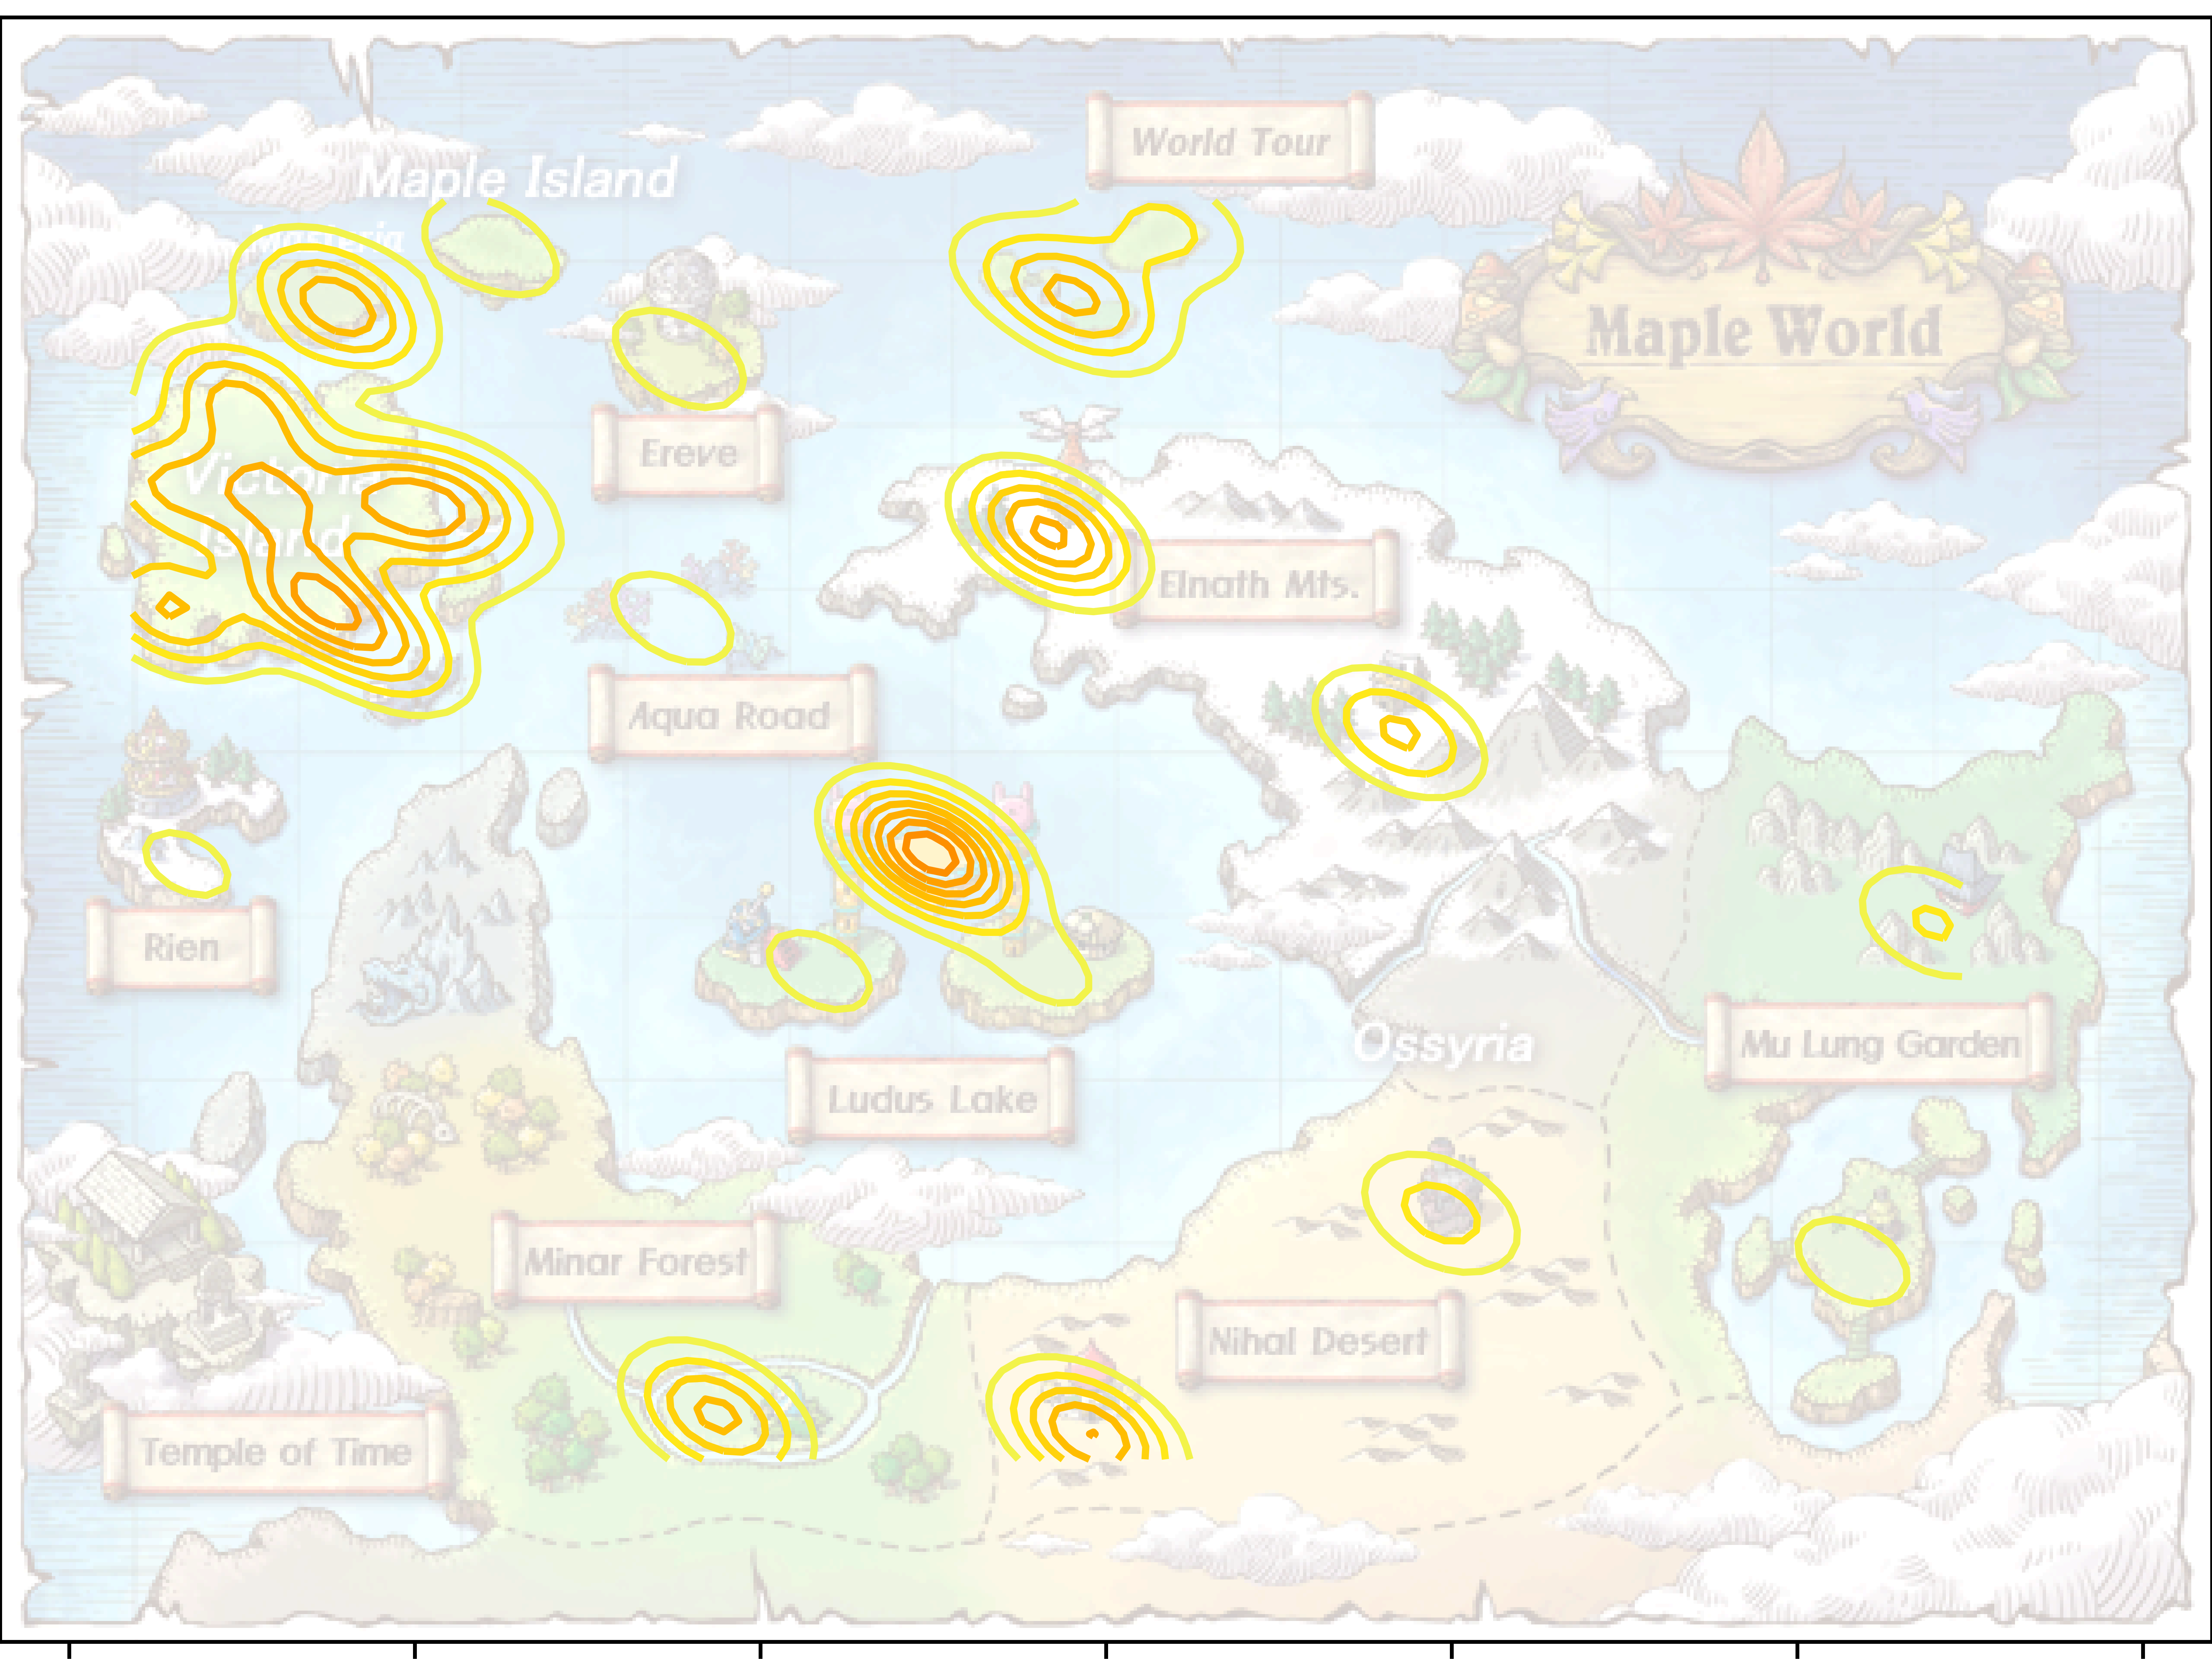 World Tour
Maple Island
Masteria
Maple World
Ereve
Victoria
Island
Elnath Mts.
Aqua Road
Rien
Mu Lung Garden
Ossyria
Ludus Lake
Minar Forest
Nihal Desert
Temple of Time